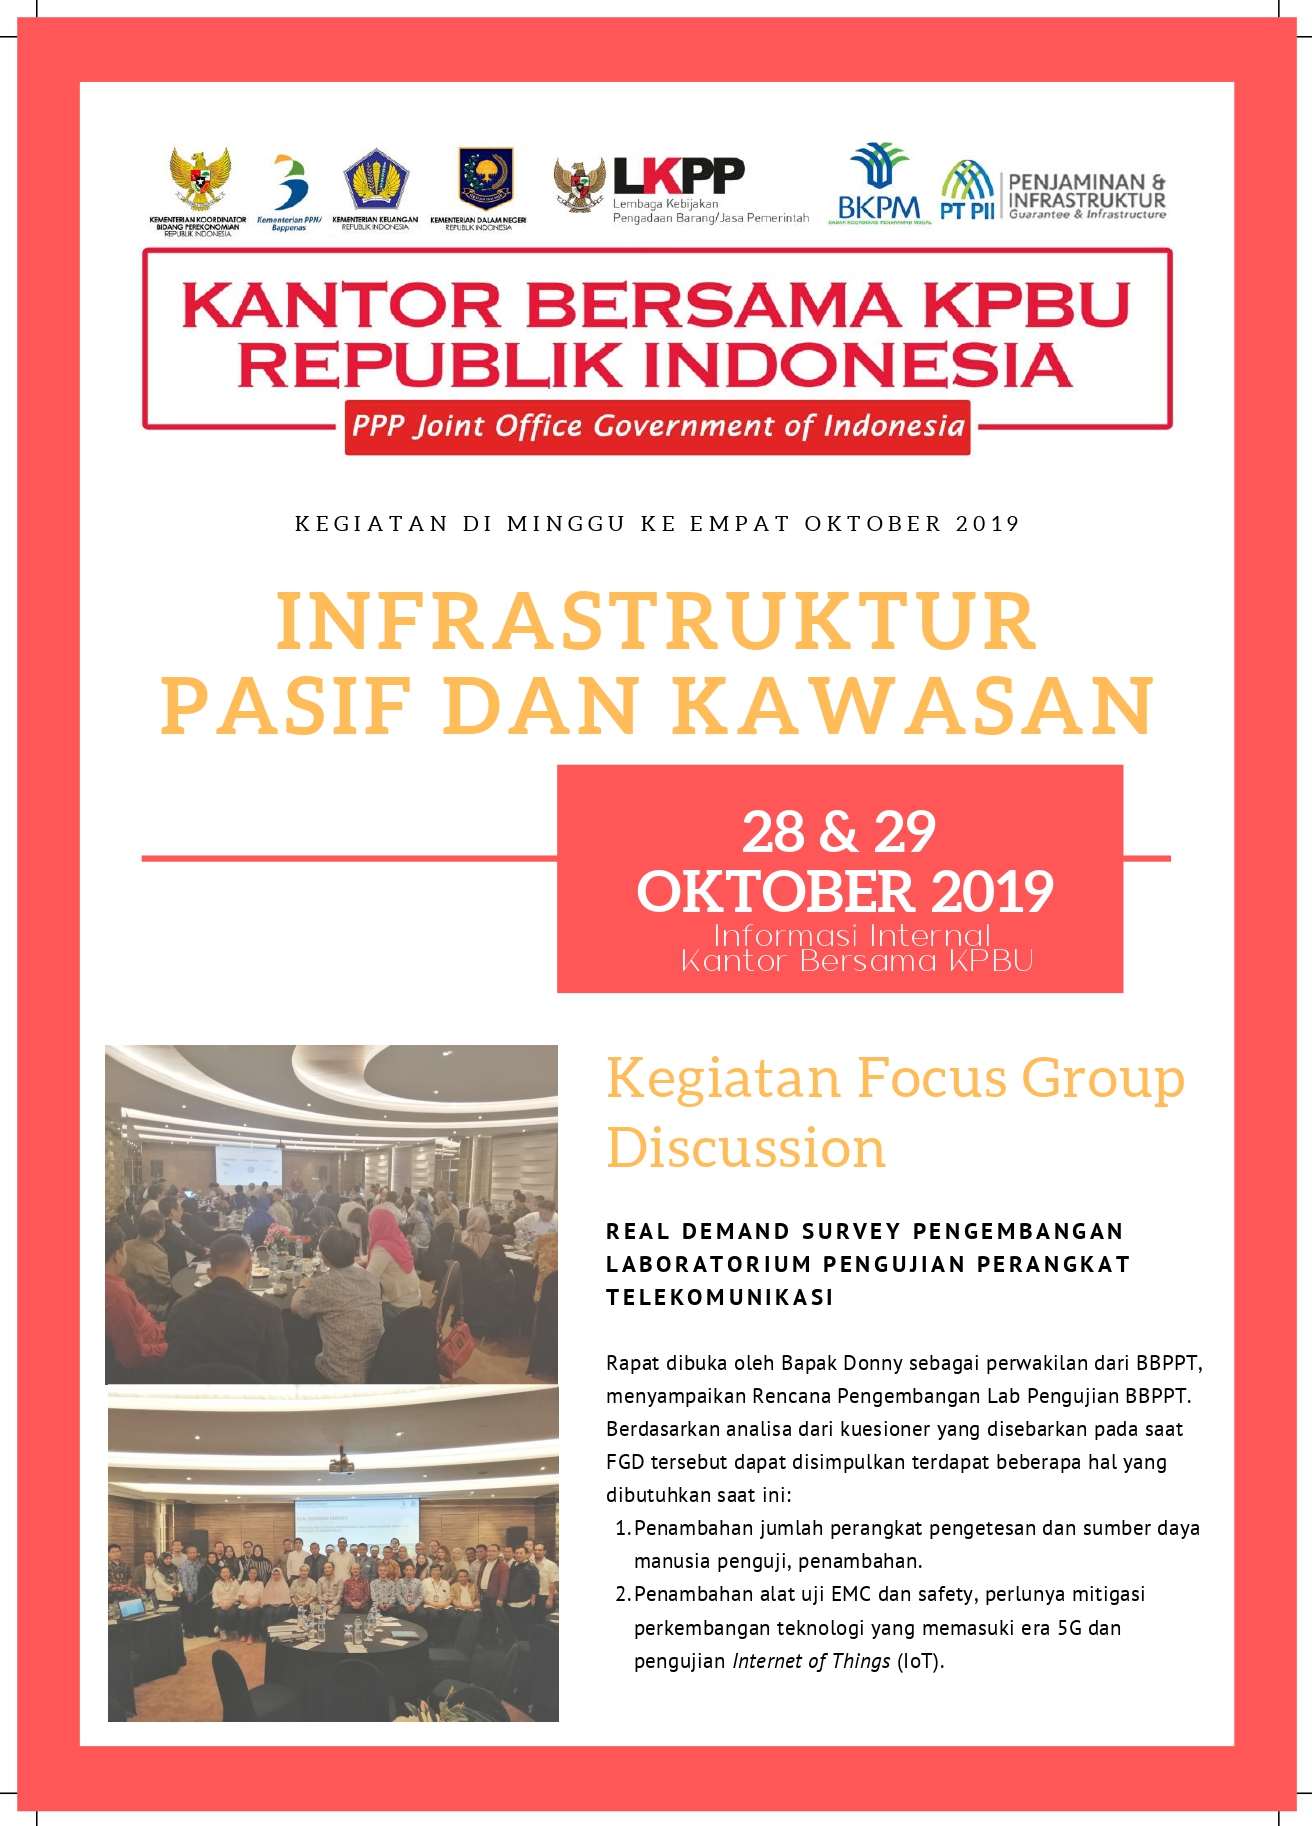 KEMENTERIAN KOORDINATOR
BIDANG PEREKONOMIAN
REPUBLIK INDONESIA
Kementerian PPN/
Bappenas
KEMENTERIAN KEUANGAN
REPUBLIK INDONESIA
KEMENTERIAN DALAM NEGERI
REPUBLIK INDONESIA
LKPP
Lembaga Kebijakan
Pengadaan Barang/Jasa Pemerintah
BKPM
BADAN KOORDINASI PENANAMAN MODAL
PT PII
PENJAMINAN &
INFRASTRUKTUR
Guarantee & Infrastructure
KANTOR BERSAMA KPBU
REPUBLIK INDONESIA
PPP Joint Office Government of Indonesia
KEGIATAN DI MINGGU KE EMPAT OKTOBER 2019
INFRASTRUKTUR
PASIF DAN KAWASAN
28 & 29
OKTOBER 2019
Informasi Internal
Kantor Bersama KPBU
Kegiatan Focus Group
Discussion
REAL DEMAND SURVEY PENGEMBANGAN
LABORATORIUM PENGUJIAN PERANGKAT
TELEKOMUNIKASI
Rapat dibuka oleh Bapak Donny sebagai perwakilan dari BBPPT,
menyampaikan Rencana Pengembangan Lab Pengujian BBPPT.
Berdasarkan analisa dari kuesioner yang disebarkan pada saat
FGD tersebut dapat disimpulkan terdapat beberapa hal yang
dibutuhkan saat ini:
1. Penambahan jumlah perangkat pengetesan dan sumber daya
manusia penguji, penambahan.
2. Penambahan alat uji EMC dan safety, perlunya mitigasi
perkembangan teknologi yang memasuki era 5G dan
pengujian Internet of Things (IoT).
REAL DEMAND SURVEY